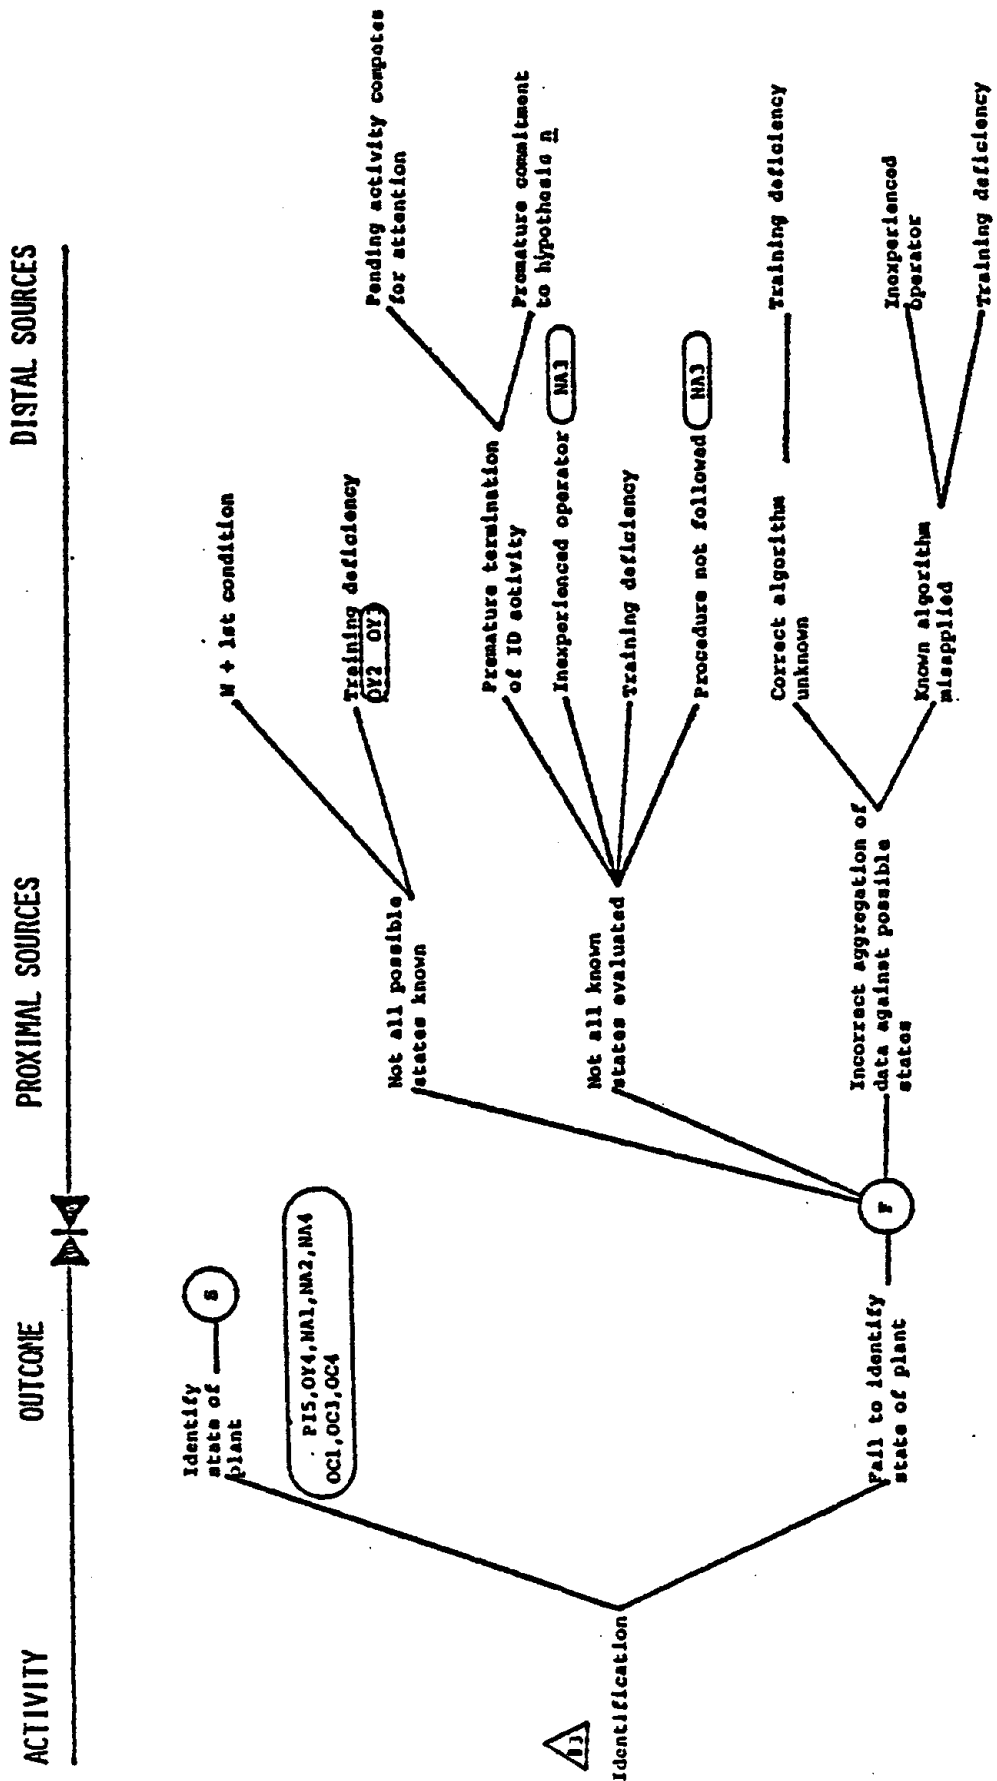 ACTIVITY
OUTCOME
PROXIMAL SOURCES
DISTAL SOURCES
Identification
Identify
state of
plant
S
PI5,OY4,NA1,NA2,NA4
OC1,OC3,OC4
Fail to identify
state of plant
F
Not all possible
states known
N + 1st condition
Training deficiency
OY2 OY3
Not all known
states evaluated
Premature termination
of ID activity
Pending activity competes
for attention
Premature commitment
to hypothesis n
Inexperienced operator
NA3
Training deficiency
Procedure not followed
NA3
Incorrect aggregation of
data against possible
states
Correct algorithm
unknown
Training deficiency
Known algorithm
misapplied
Inexperienced
operator
Training deficiency